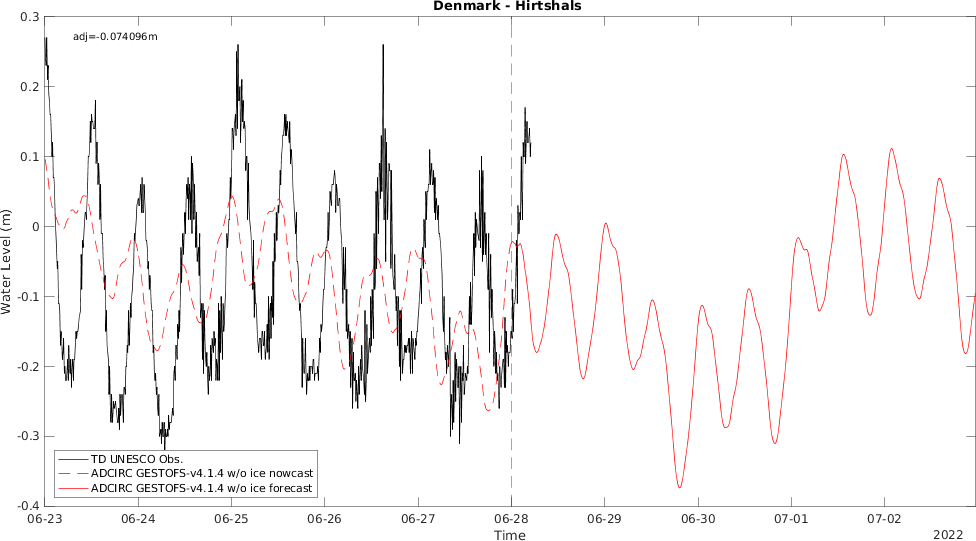 Denmark - Hirtshals
adj=-0.074096m
0.3
0.2
0.1
0
-0.1
-0.2
-0.3
-0.4
Water Level (m)
TD UNESCO Obs.
ADCIRC GESTOFS-v4.1.4 w/o ice nowcast
ADCIRC GESTOFS-v4.1.4 w/o ice forecast
06-23 06-24 06-25 06-26 06-27 06-28 06-29 06-30 07-01 07-02
Time
2022